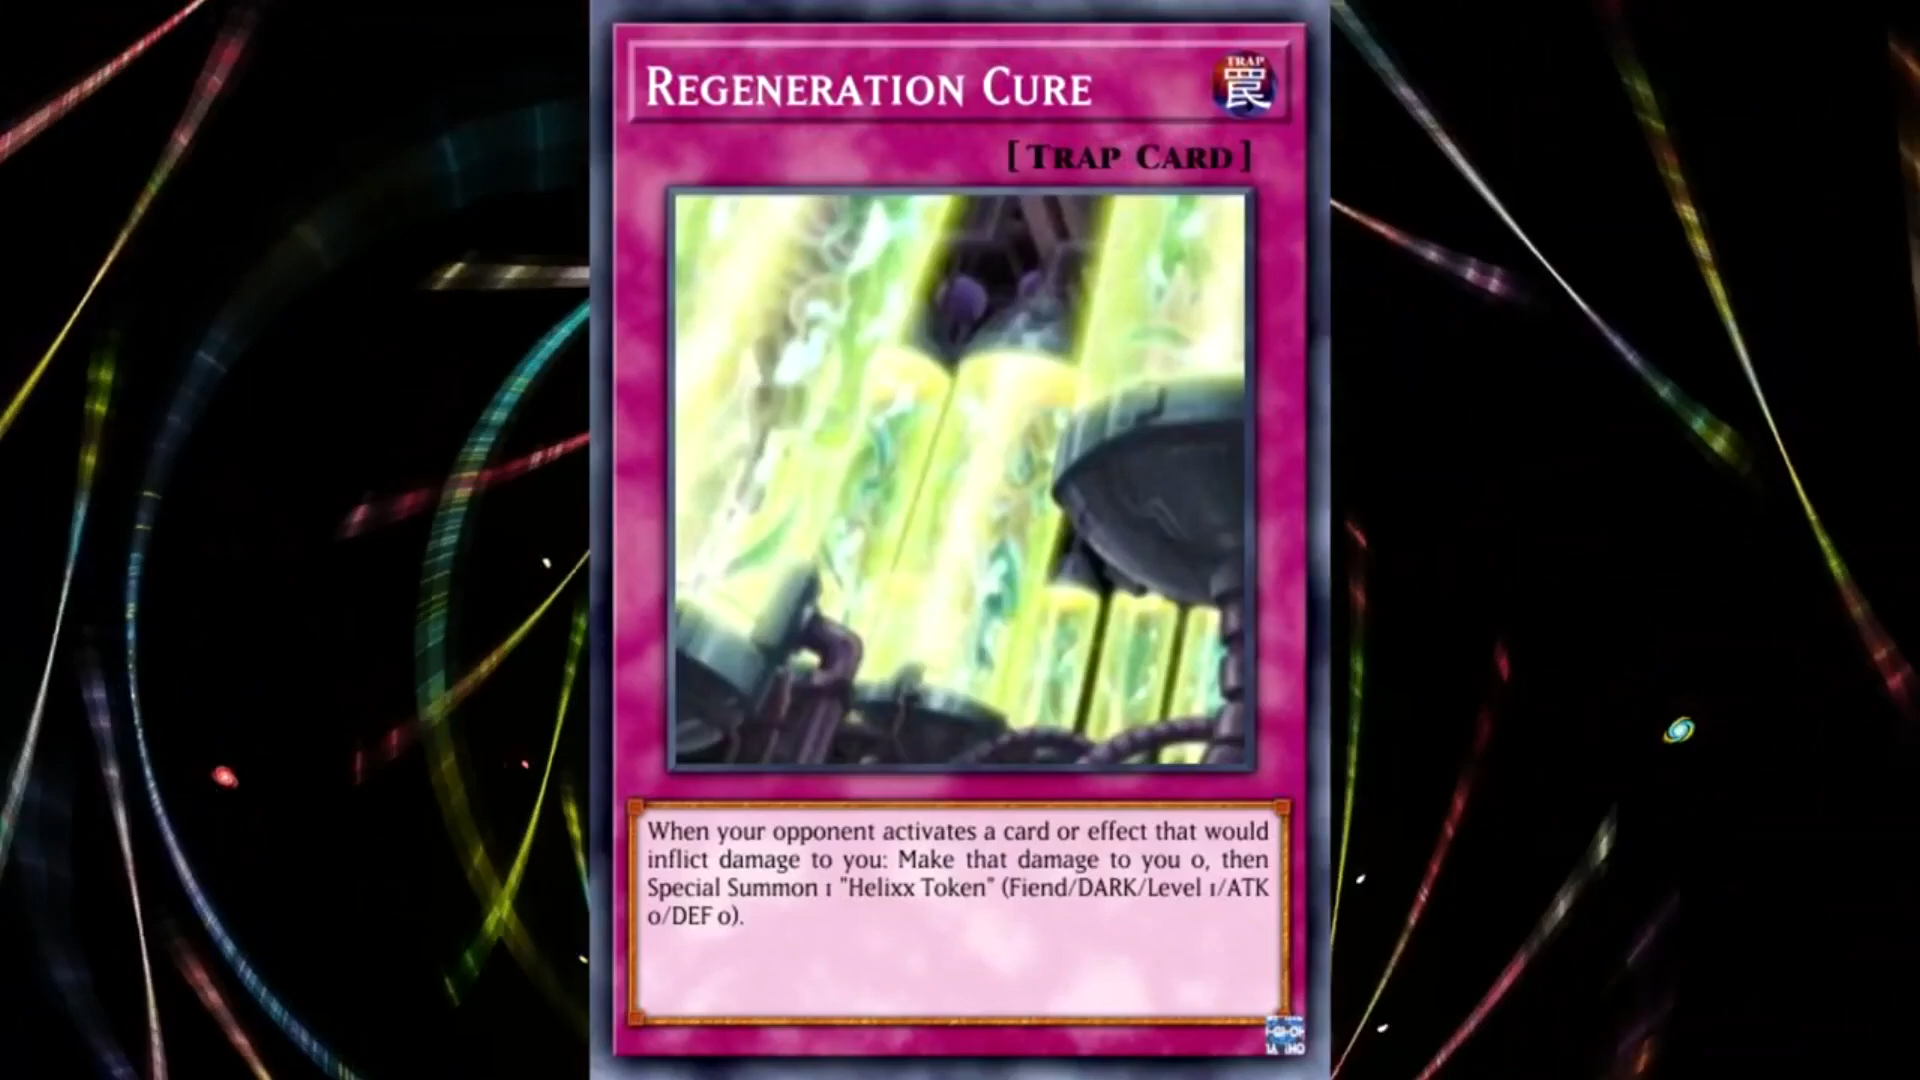 Regeneration Cure
TRAP
罠
[Trap Card]
When your opponent activates a card or effect that would
inflict damage to you: Make that damage to you 0, then
Special Summon 1 "Helixx Token" (Fiend/DARK/Level 1/ATK
0/DEF 0).